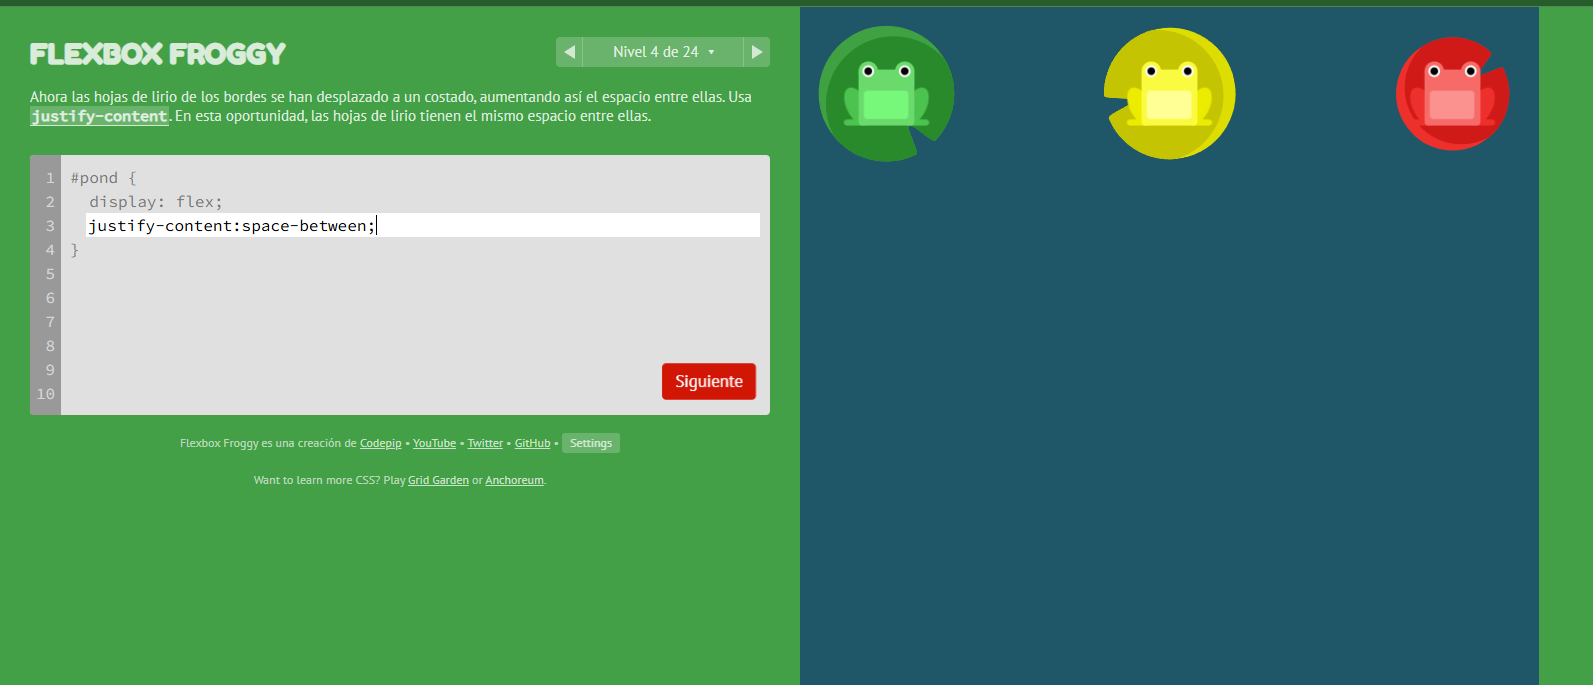 FLEXBOX FROGGY
Nivel 4 de 24
Ahora las hojas de lirio de los bordes se han desplazado a un costado, aumentando así el espacio entre ellas. Usa
justify-content. En esta oportunidad, las hojas de lirio tienen el mismo espacio entre ellas.
1 #pond {
2 display: flex;
3 justify-content:space-between;
4 }
5
6
7
8
9
10
Siguiente
Flexbox Froggy es una creación de Codepip • YouTube • Twitter • GitHub • Settings
Want to learn more CSS? Play Grid Garden or Anchoreum.